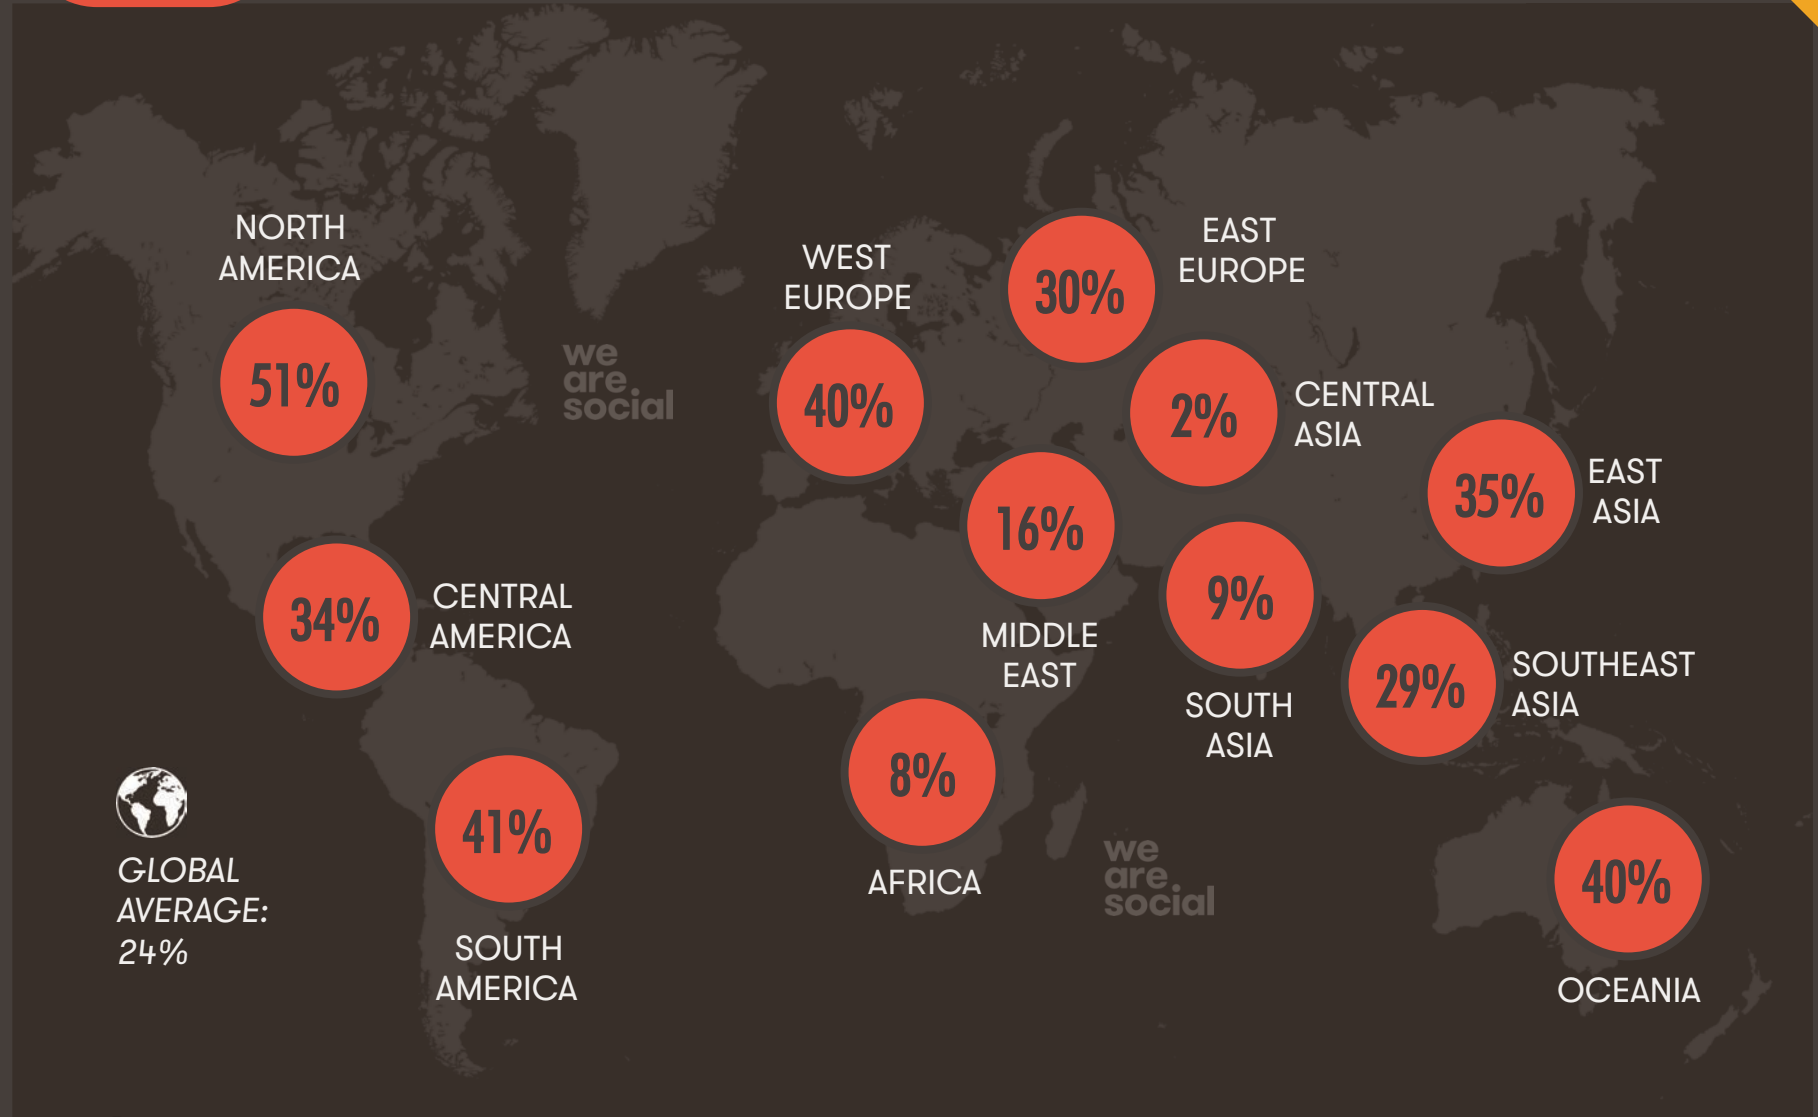 NORTH
AMERICA
51%
WEST
EUROPE
40%
EAST
EUROPE
30%
2%
CENTRAL
ASIA
we
are
social
35%
EAST
ASIA
16%
MIDDLE
EAST
9%
SOUTH
ASIA
34%
CENTRAL
AMERICA
29%
SOUTHEAST
ASIA
8%
AFRICA
41%
SOUTH
AMERICA
we
are
social
40%
OCEANIA
GLOBAL
AVERAGE:
24%